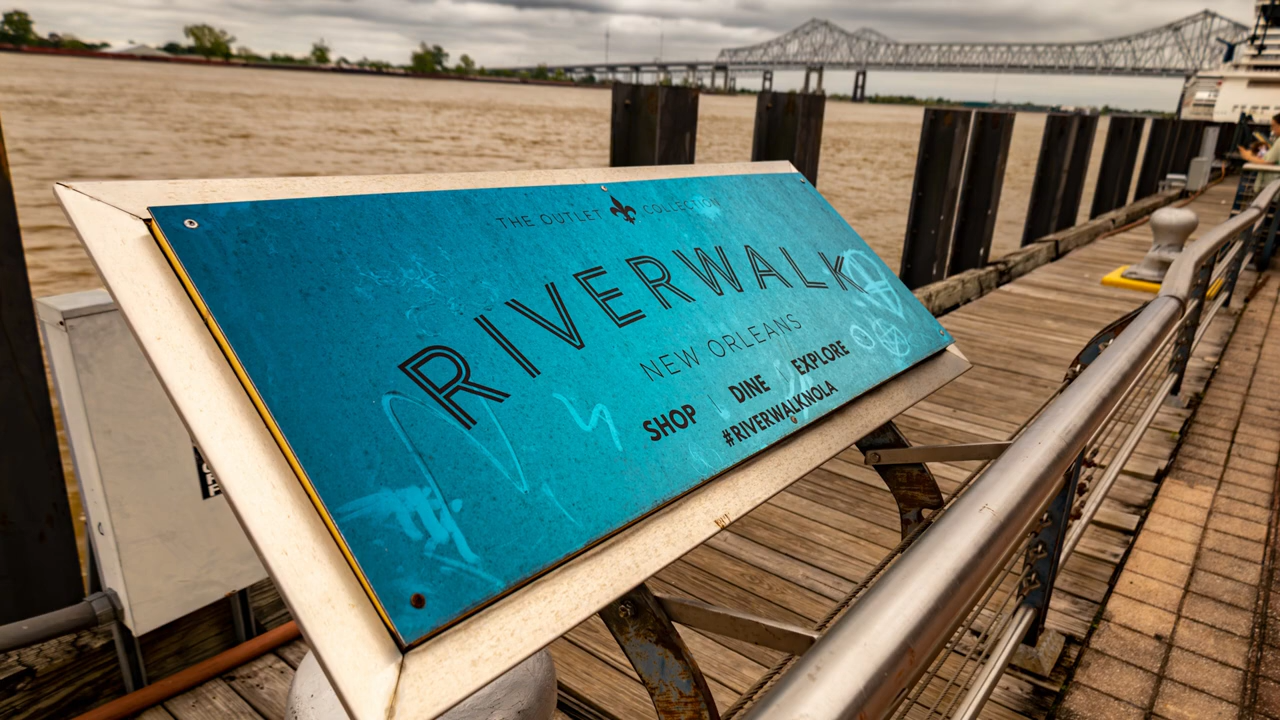 THE OUTLET COLLECTION
RIVERWALK
NEW ORLEANS
SHOP DINE EXPLORE
#RIVERWALKNOLA